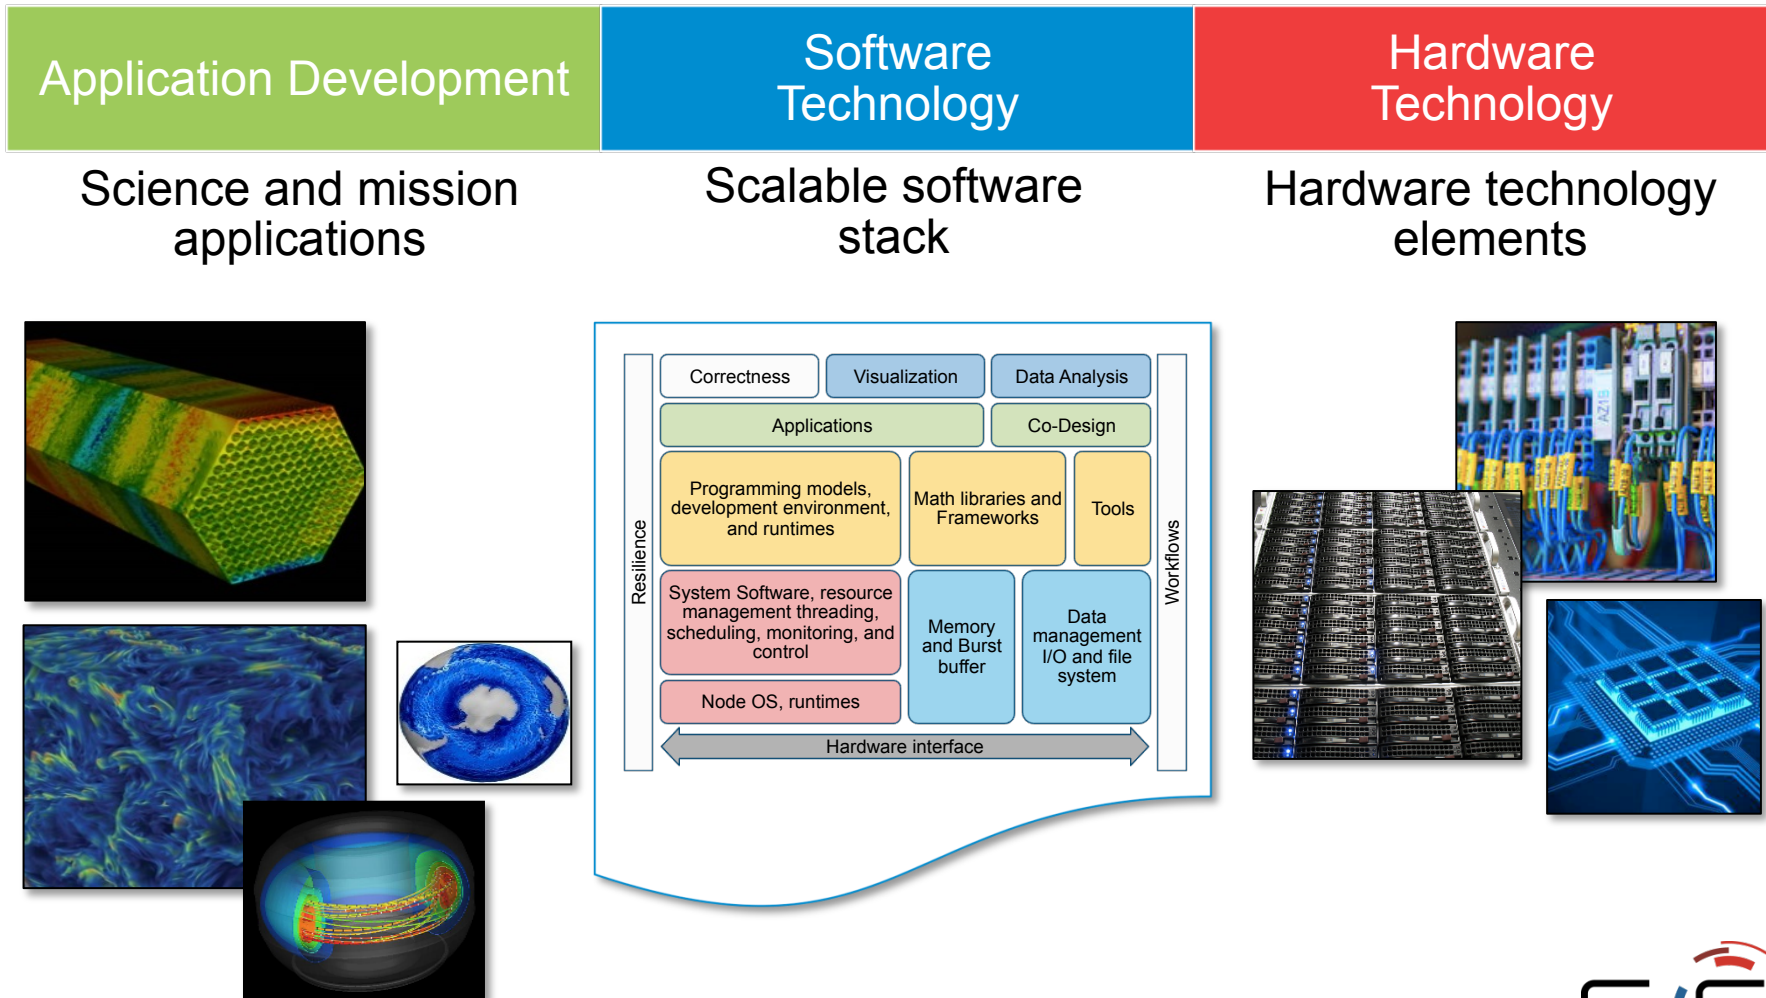 Application Development
Software
Technology
Hardware
Technology
Science and mission
applications
Scalable software
stack
Hardware technology
elements
Resilience
Correctness
Visualization
Data Analysis
Applications
Co-Design
Programming models,
development environment,
and runtimes
Math libraries and
Frameworks
Tools
System Software, resource
management threading,
scheduling, monitoring, and
control
Memory
and Burst
buffer
Data
management
I/O and file
system
Node OS, runtimes
Hardware interface
Workflows
AZ1B